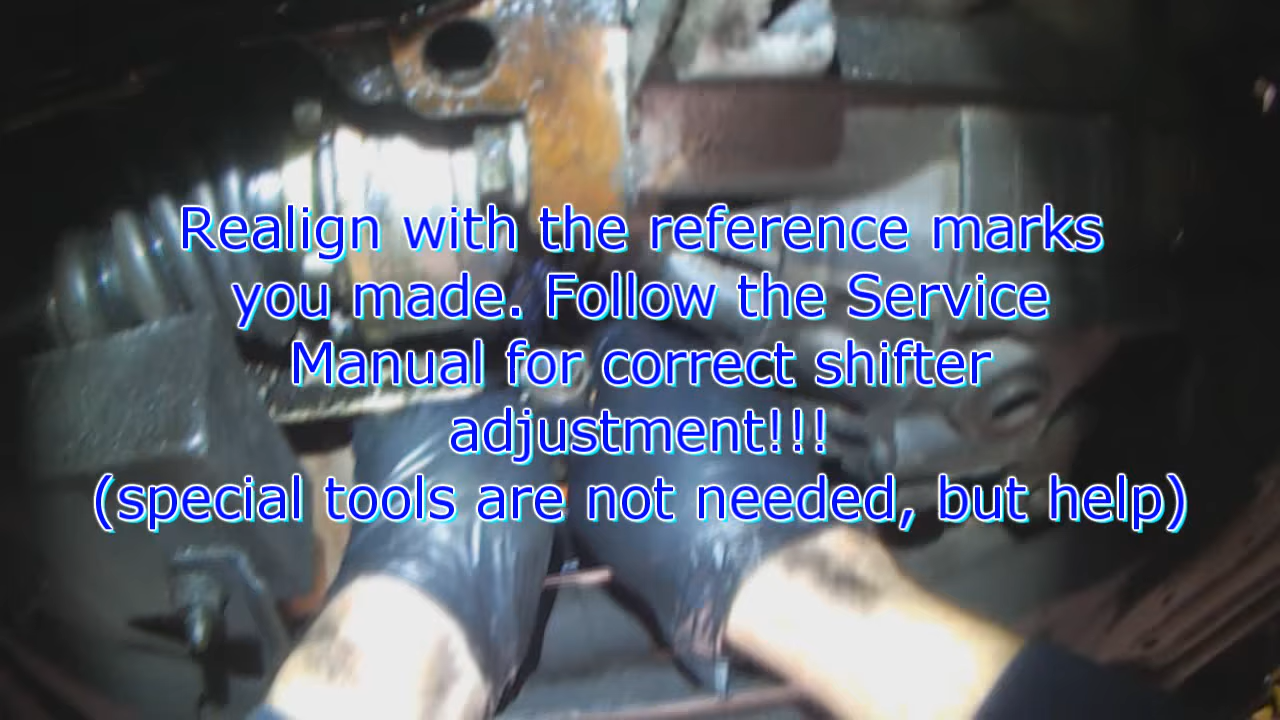 Realign with the reference marks
you made. Follow the Service
Manual for correct shifter
adjustment!!!
(special tools are not needed, but help)